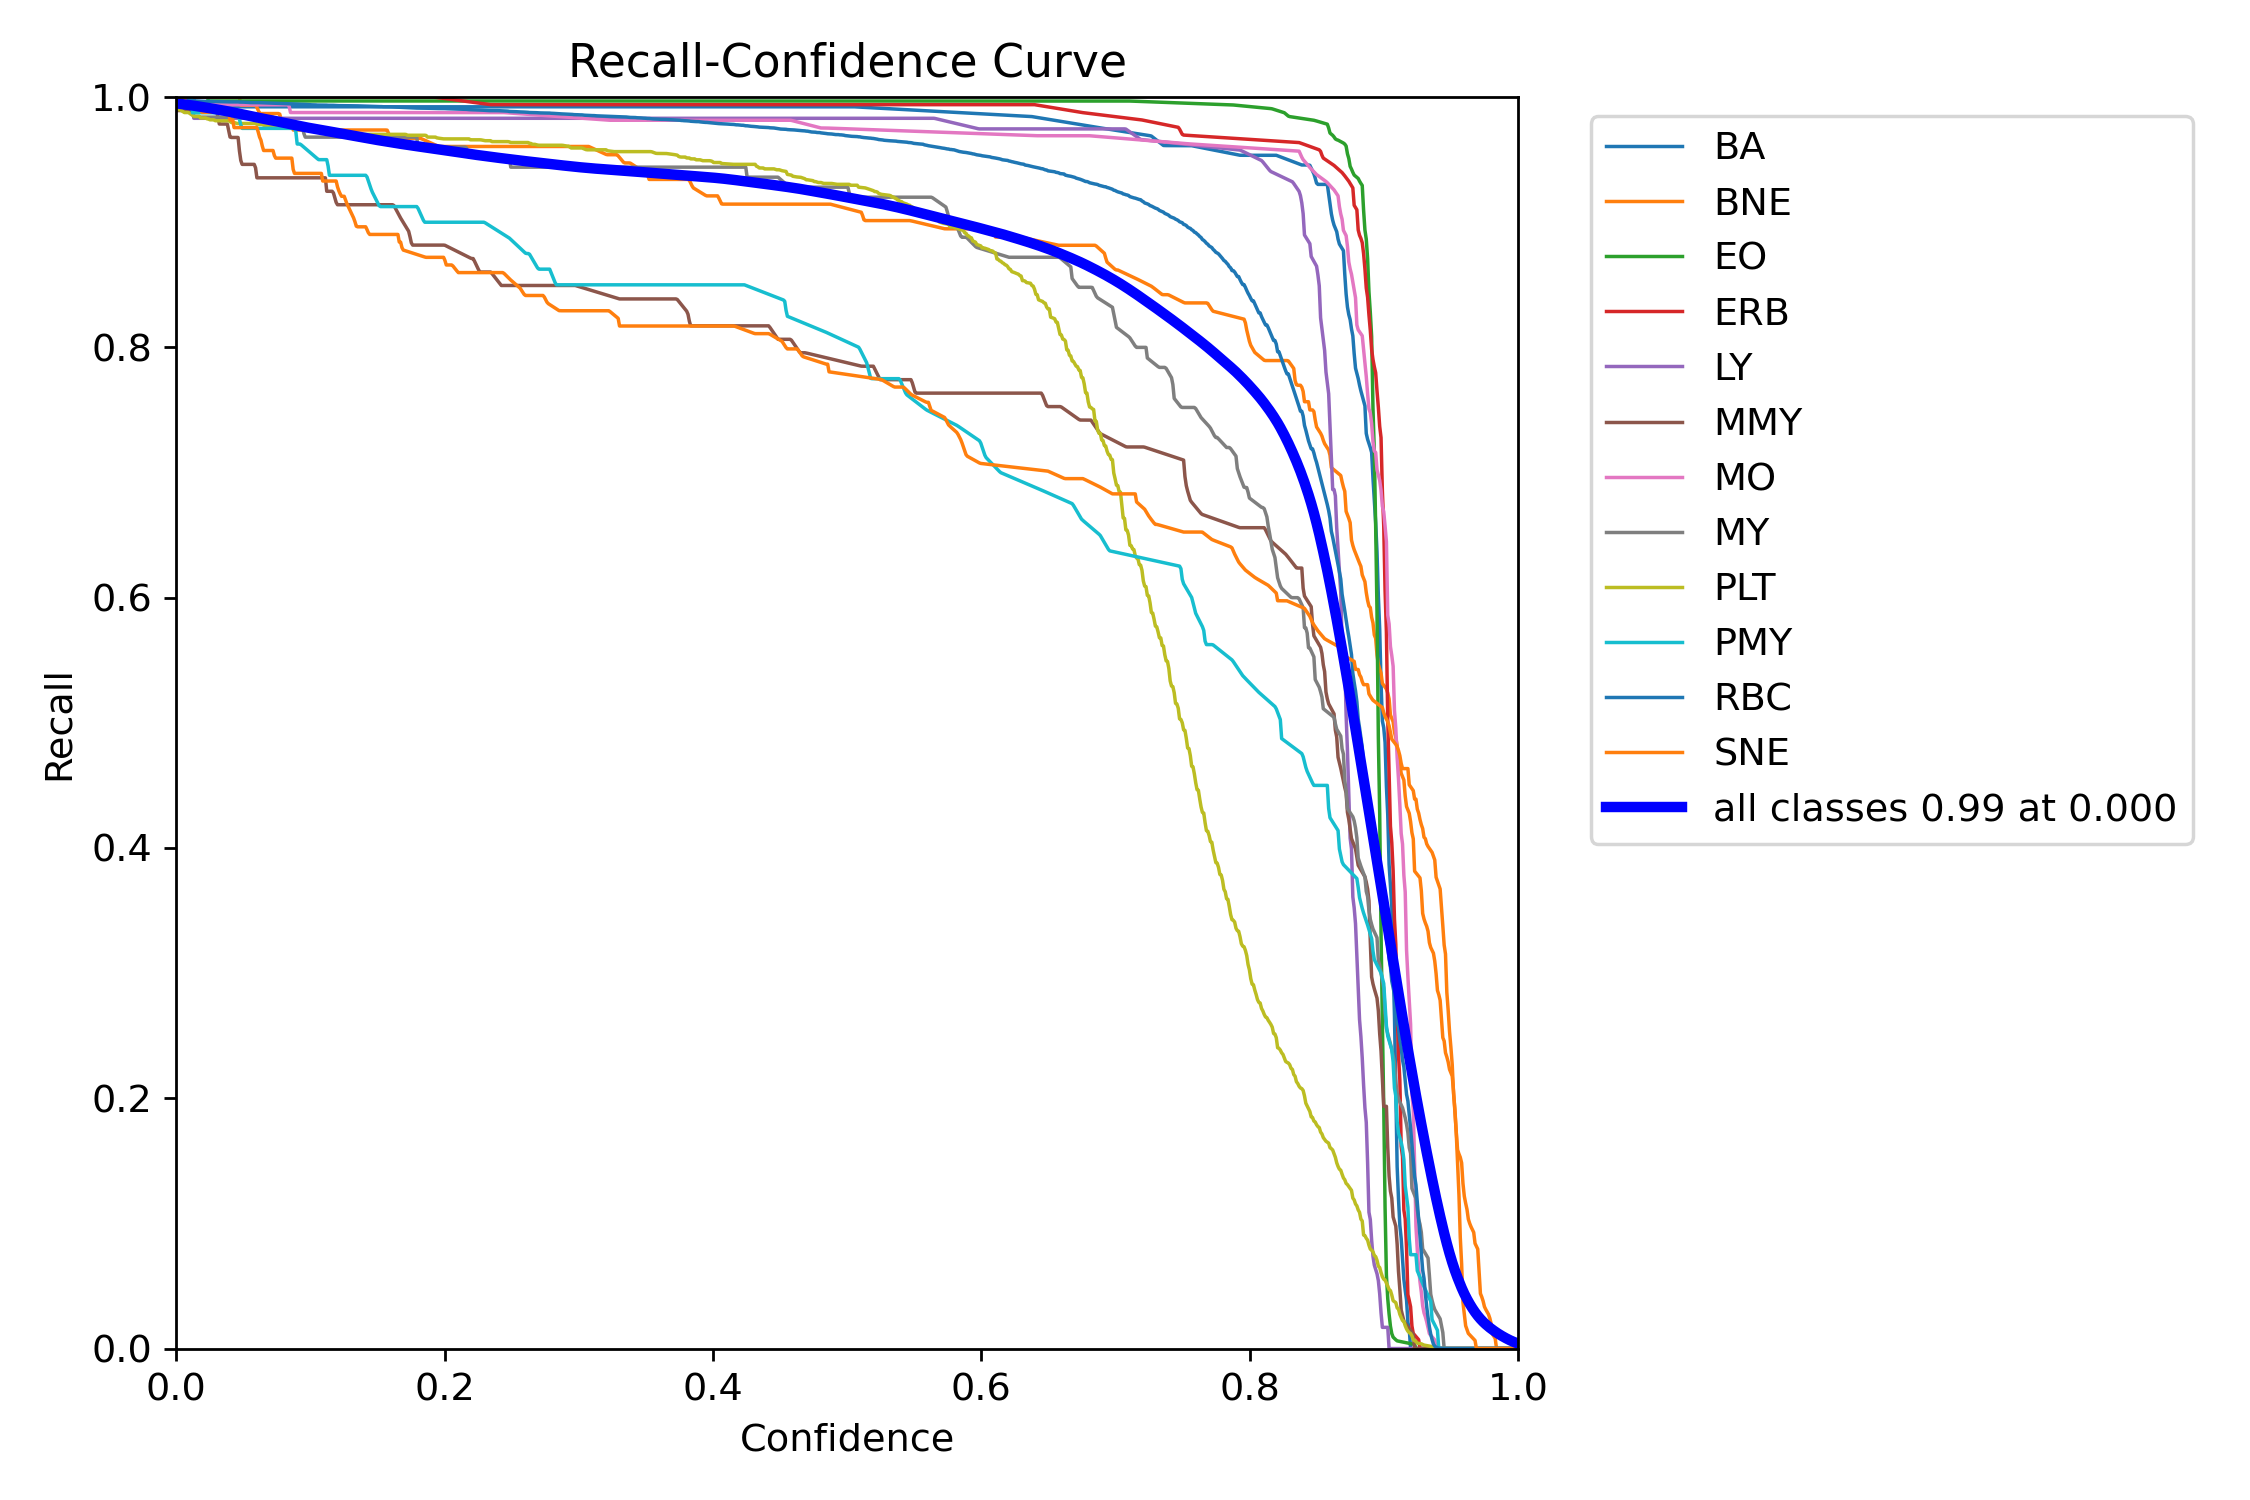 Recall-Confidence Curve
1.0
0.8
0.6
0.4
0.2
0.0
Recall
0.0 0.2 0.4 0.6 0.8 1.0
Confidence
BA
BNE
EO
ERB
LY
MMY
MO
MY
PLT
PMY
RBC
SNE
all classes 0.99 at 0.000